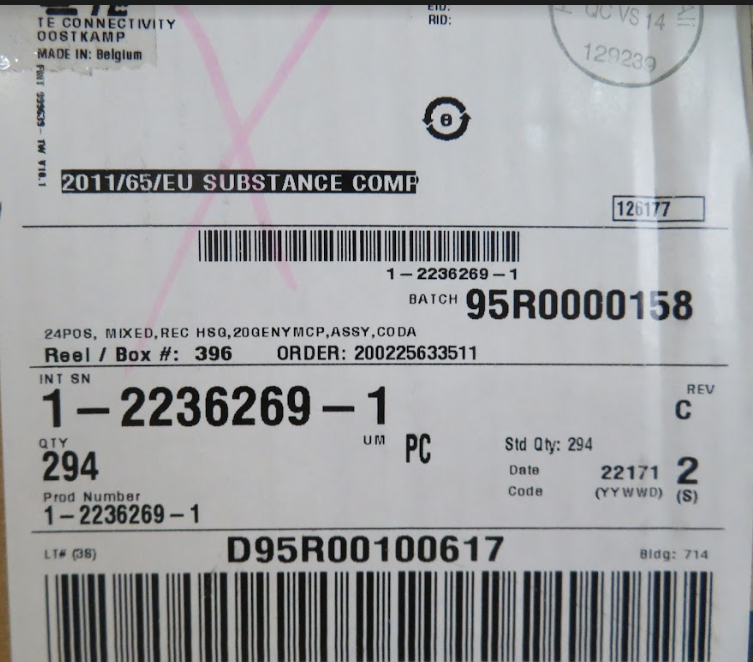 TE
TE CONNECTIVITY
OOSTKAMP
MADE IN: Belgium
EID:
RID:
QC VS 14
129239
2011/65/EU SUBSTANCE COMP
126177
1-2236269-1
BATCH 95R0000158
24POS, MIXED,REC HSG,20GENYMCP,ASSY,CODA
Reel / Box #: 396 ORDER: 200225633511
INT SN
1-2236269-1
REV
C
QTY
294
UM PC
Std Qty: 294
Date 22171 2
Code (YYWWD) (S)
Prod Number
1-2236269-1
LT# (3S) D95R00100617 Bldg: 714